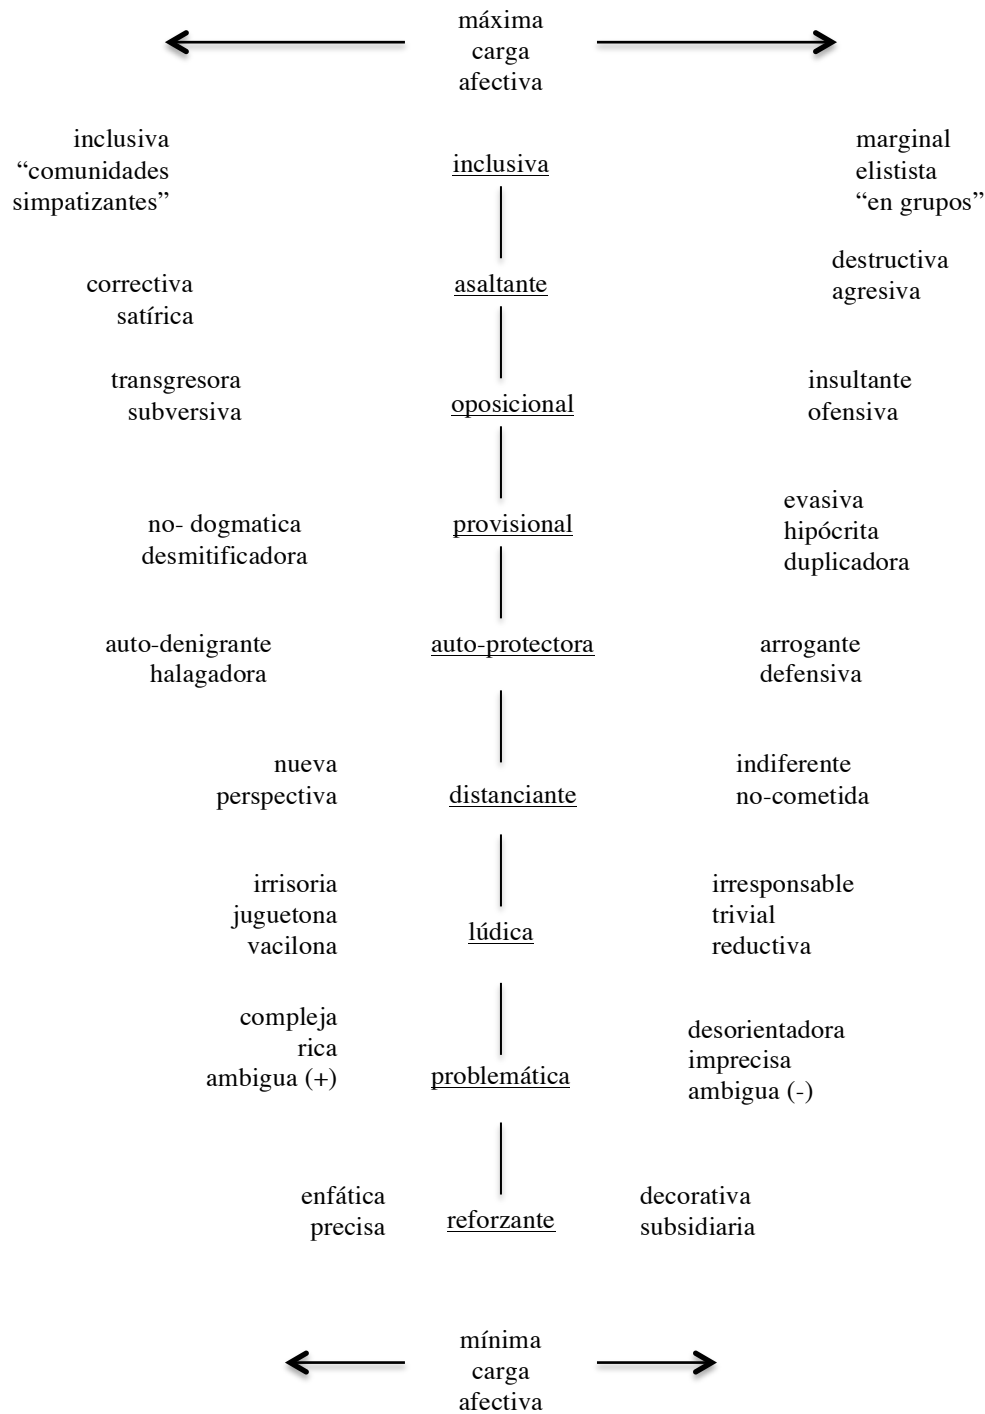 máxima
carga
afectiva
inclusiva
“comunidades
simpatizantes”
inclusiva
marginal
elistista
“en grupos”
correctiva
satírica
asaltante
destructiva
agresiva
transgresora
subversiva
oposicional
insultante
ofensiva
no- dogmatica
desmitificadora
provisional
evasiva
hipócrita
duplicadora
auto-denigrante
halagadora
auto-protectora
arrogante
defensiva
nueva
perspectiva
distanciante
indiferente
no-cometida
irrisoria
juguetona
vacilona
lúdica
irresponsable
trivial
reductiva
compleja
rica
ambigua (+)
problemática
desorientadora
imprecisa
ambigua (-)
enfática
precisa
reforzante
decorativa
subsidiaria
mínima
carga
afectiva